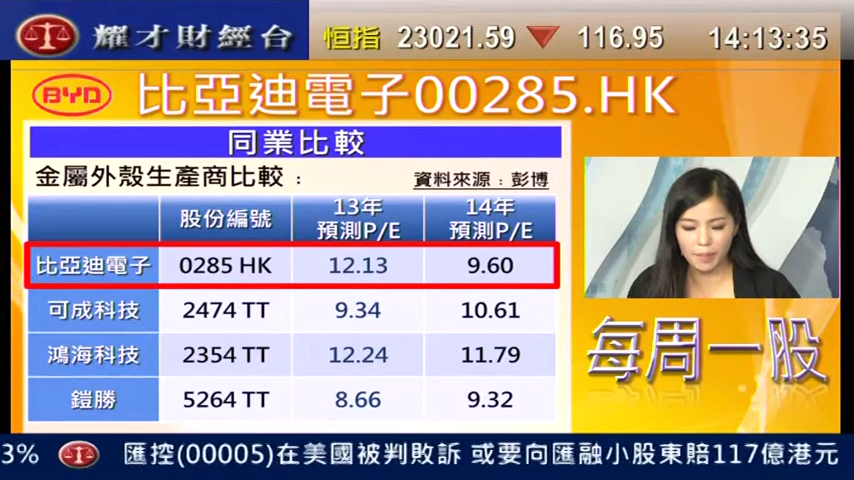 耀才財經台 恒指 23021.59 116.95 14:13:35
BYD 比亞迪電子00285.HK
同業比較
金屬外殼生產商比較： 資料來源：彭博
股份編號 13年預測P/E 14年預測P/E
比亞迪電子 0285 HK 12.13 9.60
可成科技 2474 TT 9.34 10.61
鴻海科技 2354 TT 12.24 11.79
鎧勝 5264 TT 8.66 9.32
每周一股
3% 匯控(00005)在美國被判敗訴 或要向匯融小股東賠117億港元